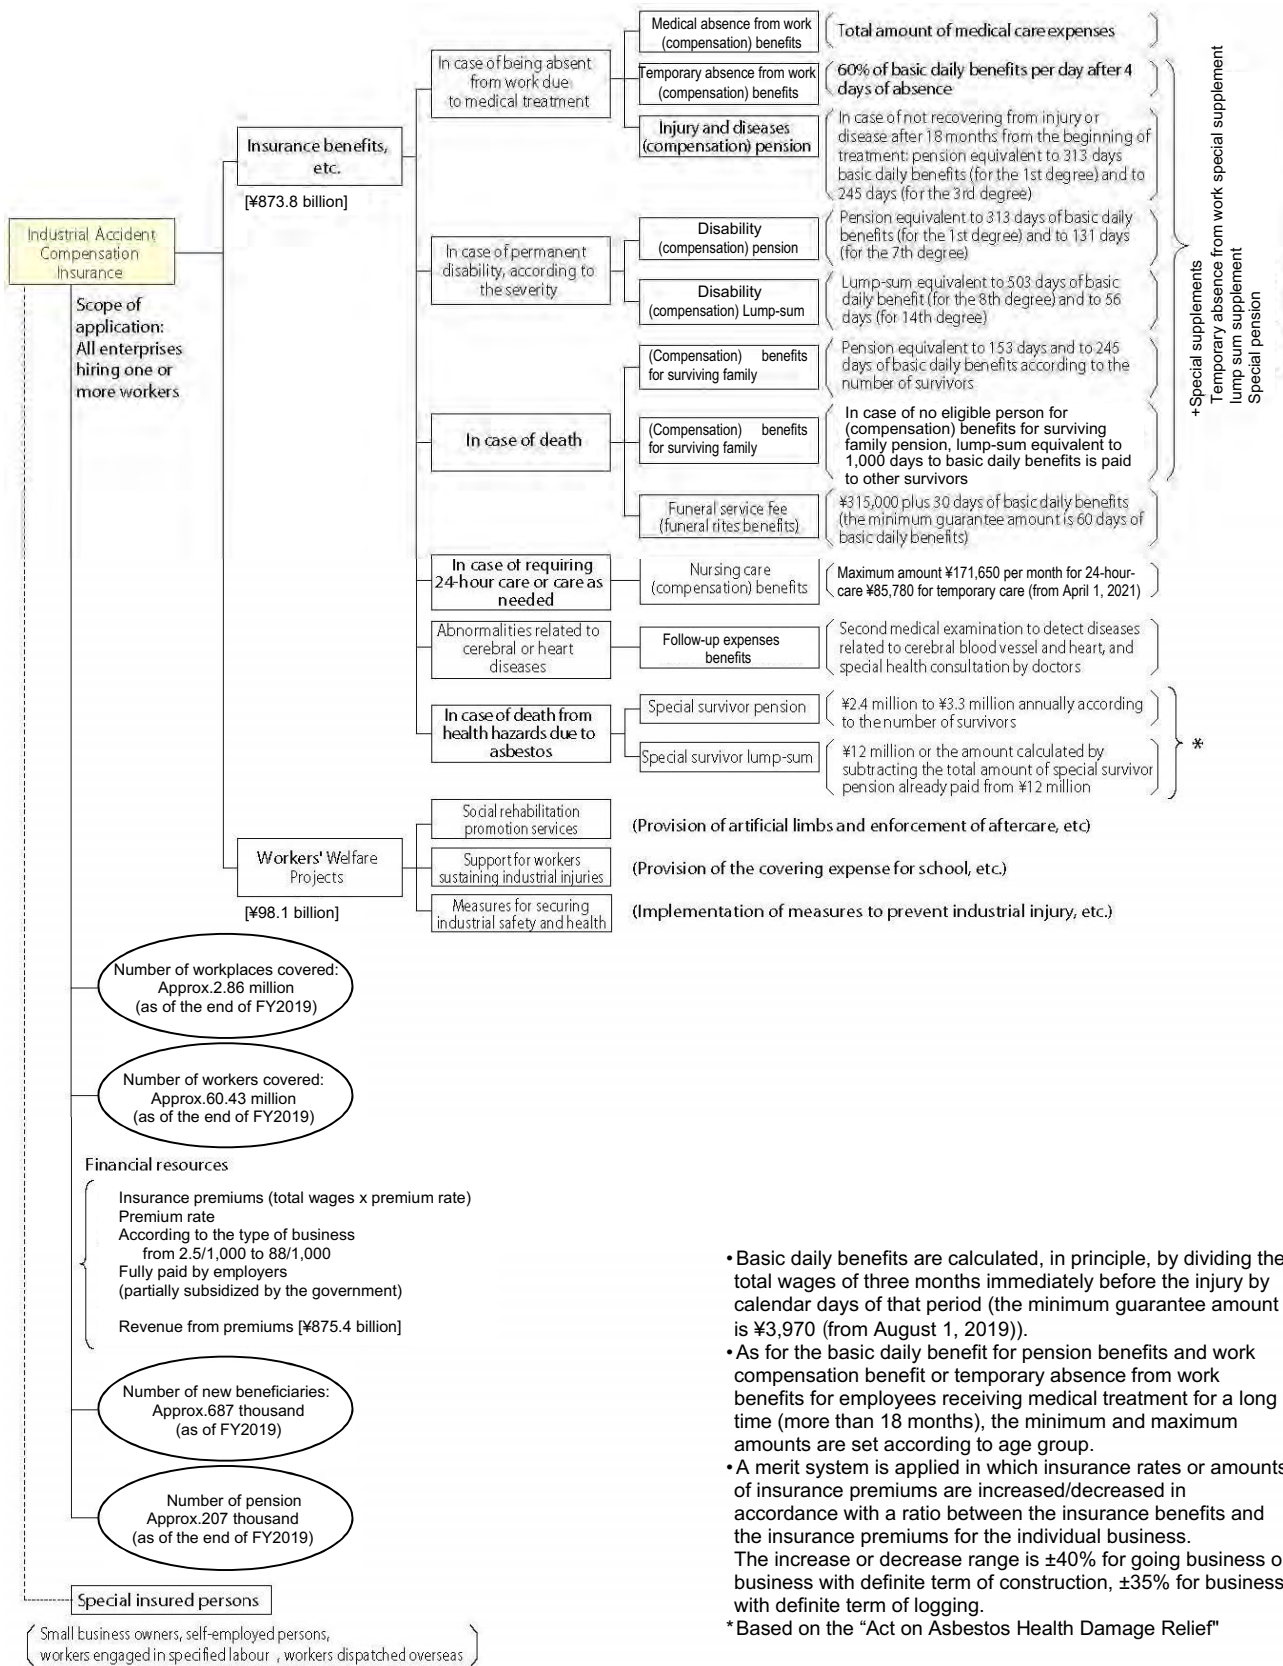 Industrial Accident
Compensation
Insurance
Scope of
application:
All enterprises
hiring one or
more workers
Insurance benefits,
etc.
[¥873.8 billion]
In case of being absent
from work due
to medical treatment
Medical absence from work
(compensation) benefits
Total amount of medical care expenses
Temporary absence from work
(compensation) benefits
60% of basic daily benefits per day after 4
days of absence
Injury and diseases
(compensation) pension
In case of not recovering from injury or
disease after 18 months from the beginning of
treatment: pension equivalent to 313 days
basic daily benefits (for the 1st degree) and to
245 days (for the 3rd degree)
In case of permanent
disability, according to
the severity
Disability
(compensation) pension
Pension equivalent to 313 days of basic daily
benefits (for the 1st degree) and to 131 days
(for the 7th degree)
Disability
(compensation) Lump-sum
Lump-sum equivalent to 503 days of basic
daily benefit (for the 8th degree) and to 56
days (for 14th degree)
In case of death
(Compensation) benefits
for surviving family
Pension equivalent to 153 days and to 245
days of basic daily benefits according to the
number of survivors
(Compensation) benefits
for surviving family
In case of no eligible person for
(compensation) benefits for surviving
family pension, lump-sum equivalent to
1,000 days to basic daily benefits is paid
to other survivors
Funeral service fee
(funeral rites benefits)
¥315,000 plus 30 days of basic daily benefits
(the minimum guarantee amount is 60 days of
basic daily benefits)
+Special supplements
Temporary absence from work special supplement
lump sum supplement
Special pension
In case of requiring
24-hour care or care as
needed
Nursing care
(compensation) benefits
Maximum amount ¥171,650 per month for 24-hour-
care ¥85,780 for temporary care (from April 1, 2021)
Abnormalities related to
cerebral or heart
diseases
Follow-up expenses
benefits
Second medical examination to detect diseases
related to cerebral blood vessel and heart, and
special health consultation by doctors
In case of death from
health hazards due to
asbestos
Special survivor pension
¥2.4 million to ¥3.3 million annually according
to the number of survivors
Special survivor lump-sum
¥12 million or the amount calculated by
subtracting the total amount of special survivor
pension already paid from ¥12 million
*
Workers' Welfare
Projects
[¥98.1 billion]
Social rehabilitation
promotion services
(Provision of artificial limbs and enforcement of aftercare, etc)
Support for workers
sustaining industrial injuries
(Provision of the covering expense for school, etc.)
Measures for securing
industrial safety and health
(Implementation of measures to prevent industrial injury, etc.)
Number of workplaces covered:
Approx.2.86 million
(as of the end of FY2019)
Number of workers covered:
Approx.60.43 million
(as of the end of FY2019)
Financial resources
Insurance premiums (total wages x premium rate)
Premium rate
According to the type of business
from 2.5/1,000 to 88/1,000
Fully paid by employers
(partially subsidized by the government)
Revenue from premiums [¥875.4 billion]
Number of new beneficiaries:
Approx.687 thousand
(as of FY2019)
Number of pension
Approx.207 thousand
(as of the end of FY2019)
Special insured persons
Small business owners, self-employed persons,
workers engaged in specified labour , workers dispatched overseas
•Basic daily benefits are calculated, in principle, by dividing the
total wages of three months immediately before the injury by
calendar days of that period (the minimum guarantee amount
is ¥3,970 (from August 1, 2019)).
•As for the basic daily benefit for pension benefits and work
compensation benefit or temporary absence from work
benefits for employees receiving medical treatment for a long
time (more than 18 months), the minimum and maximum
amounts are set according to age group.
•A merit system is applied in which insurance rates or amounts
of insurance premiums are increased/decreased in
accordance with a ratio between the insurance benefits and
the insurance premiums for the individual business.
The increase or decrease range is ±40% for going business o
business with definite term of construction, ±35% for business
with definite term of logging.
*Based on the “Act on Asbestos Health Damage Relief"